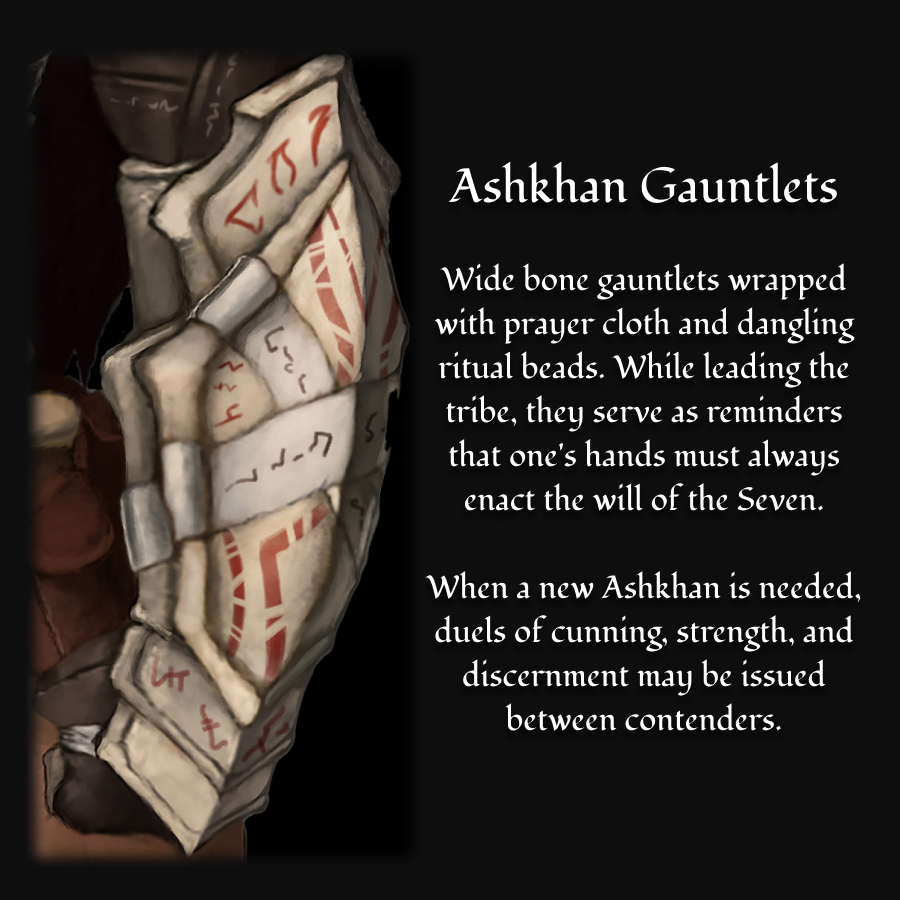 Ashkhan Gauntlets
Wide bone gauntlets wrapped
with prayer cloth and dangling
ritual beads. While leading the
tribe, they serve as reminders
that one's hands must always
enact the will of the Seven.
When a new Ashkhan is needed,
duels of cunning, strength, and
discernment may be issued
between contenders.